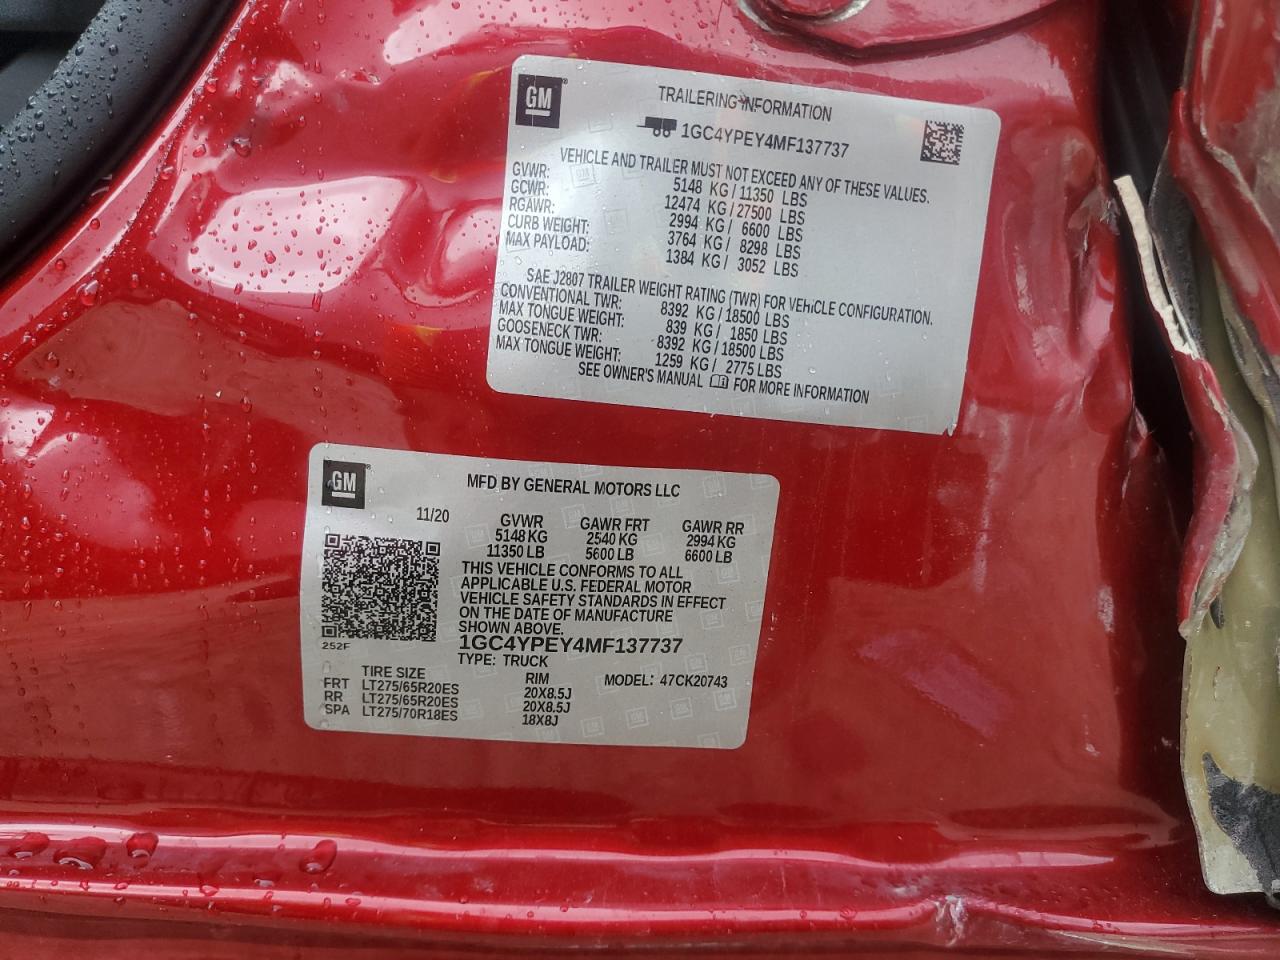 GM
TRAILERING INFORMATION
1GC4YPEY4MF137737
VEHICLE AND TRAILER MUST NOT EXCEED ANY OF THESE VALUES.
GVWR: 5148 KG / 11350 LBS
GCWR: 12474 KG / 27500 LBS
RGAWR: 2994 KG / 6600 LBS
CURB WEIGHT: 3764 KG / 8298 LBS
MAX PAYLOAD: 1384 KG / 3052 LBS
SAE J2807 TRAILER WEIGHT RATING (TWR) FOR VEHICLE CONFIGURATION.
CONVENTIONAL TWR: 8392 KG / 18500 LBS
MAX TONGUE WEIGHT: 839 KG / 1850 LBS
GOOSENECK TWR: 8392 KG / 18500 LBS
MAX TONGUE WEIGHT: 1259 KG / 2775 LBS
SEE OWNER'S MANUAL FOR MORE INFORMATION
GM
MFD BY GENERAL MOTORS LLC
11/20 GVWR GAWR FRT GAWR RR
5148 KG 2540 KG 2994 KG
11350 LB 5600 LB 6600 LB
THIS VEHICLE CONFORMS TO ALL
APPLICABLE U.S. FEDERAL MOTOR
VEHICLE SAFETY STANDARDS IN EFFECT
ON THE DATE OF MANUFACTURE
SHOWN ABOVE.
252F
1GC4YPEY4MF137737
TYPE: TRUCK
TIRE SIZE RIM MODEL: 47CK20743
FRT LT275/65R20ES 20X8.5J
RR LT275/65R20ES 20X8.5J
SPA LT275/70R18ES 18X8J